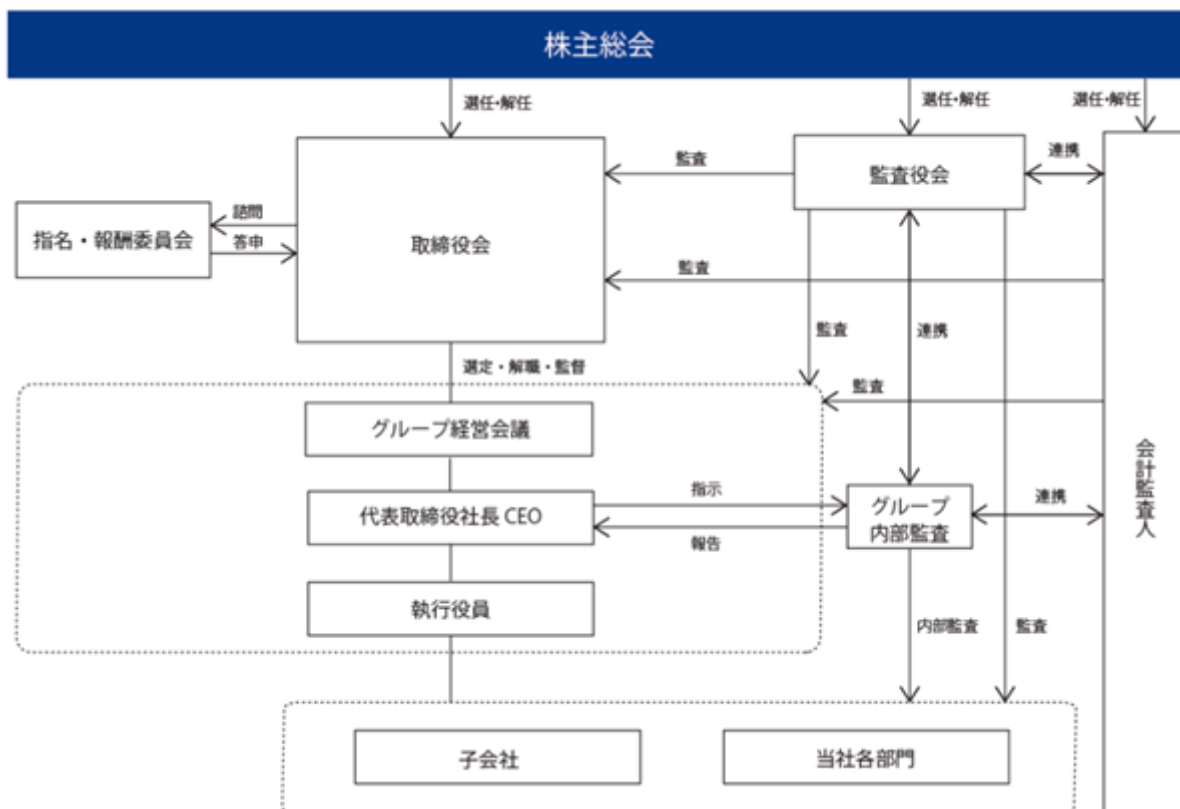 株主総会
選任・解任
選任・解任
選任・解任
監査
監査役会
連携
指名・報酬委員会
諮問
答申
取締役会
監査
監査
連携
選定・解職・監督
監査
グループ経営会議
代表取締役社長 CEO
指示
報告
グループ
内部監査
連携
会計監査人
執行役員
内部監査
監査
子会社
当社各部門